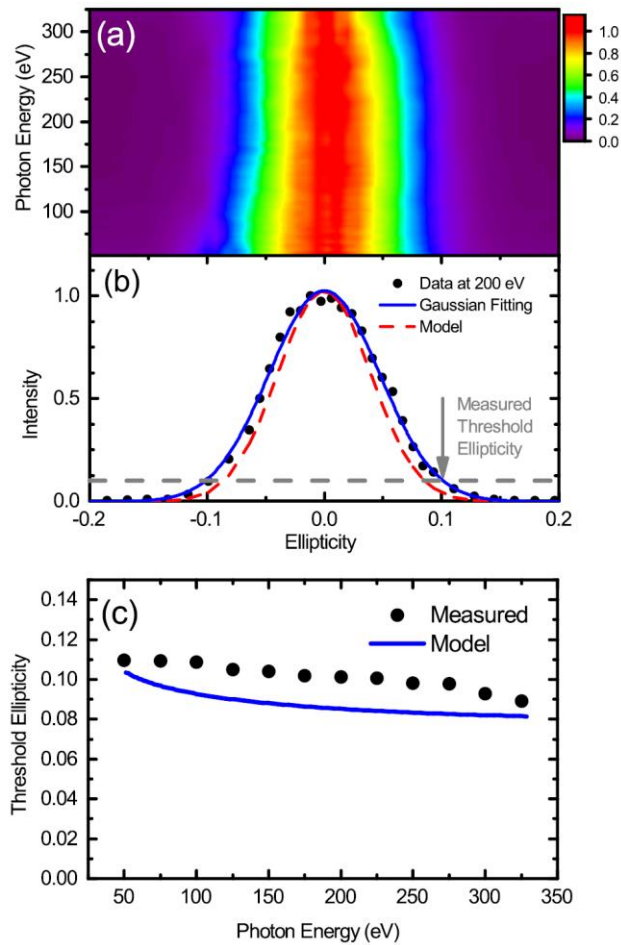 (a)
Photon Energy (eV)
300
250
200
150
100
1.0
0.8
0.6
0.4
0.2
0.0
(b)
Intensity
1.0
0.5
0.0
Data at 200 eV
Gaussian Fitting
Model
Measured
Threshold
Ellipticity
-0.2 -0.1 0.0 0.1 0.2
Ellipticity
(c)
Threshold Ellipticity
0.14
0.12
0.10
0.08
0.06
0.04
0.02
0.00
Measured
Model
50 100 150 200 250 300 350
Photon Energy (eV)